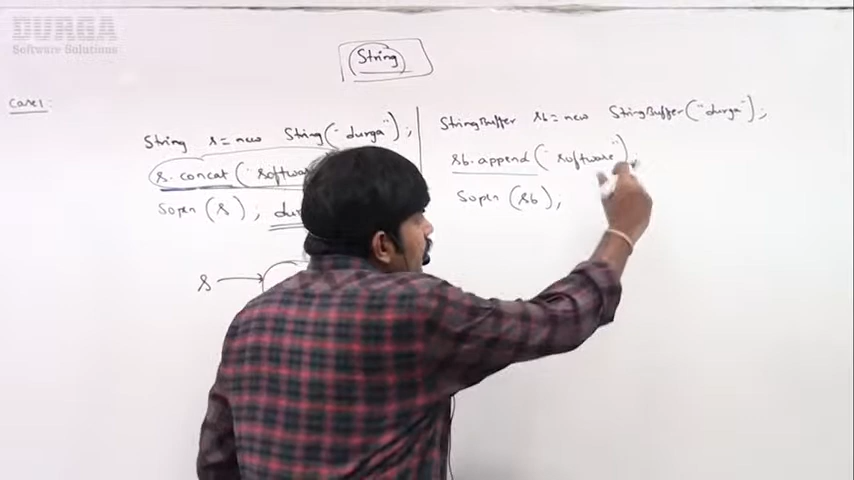 DURGA
Software Solutions
String
Case1:
String s = new String("durga");
s.concat("softwa
Sopln(s);
StringBuffer sb = new StringBuffer("durga");
sb.append("software");
Sopln(sb);
s